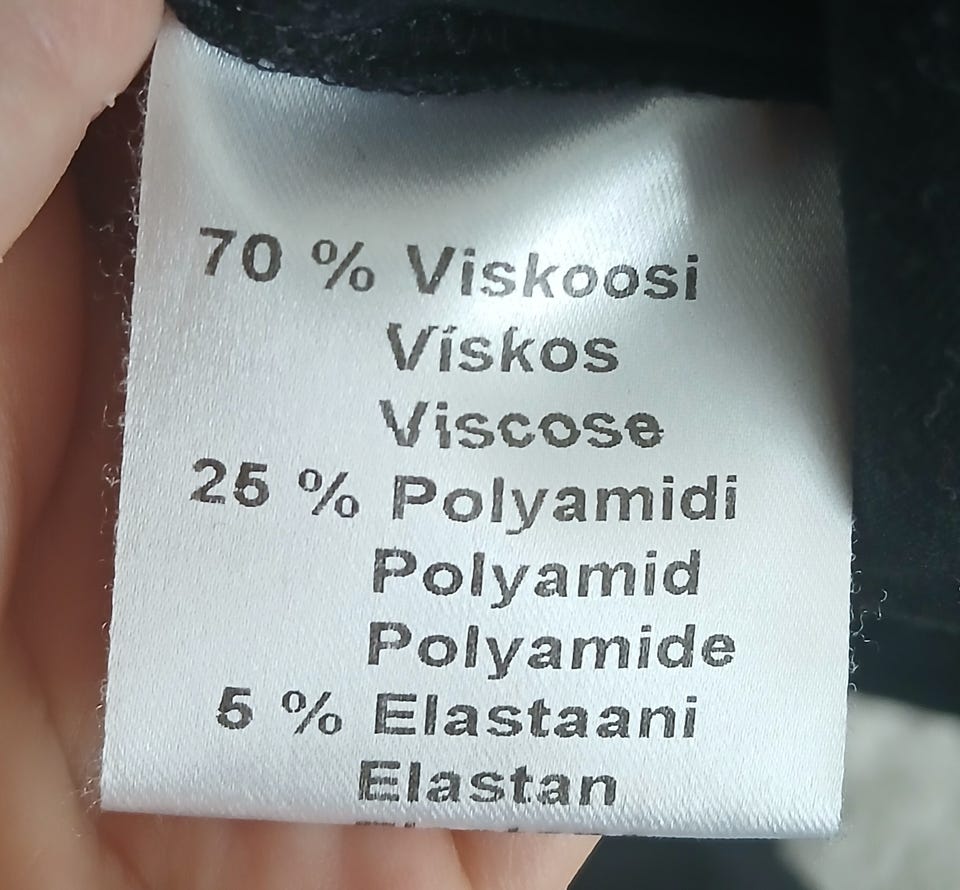 70 % Viskoosi
Viskos
Viscose
25 % Polyamidi
Polyamid
Polyamide
5 % Elastaani
Elastan